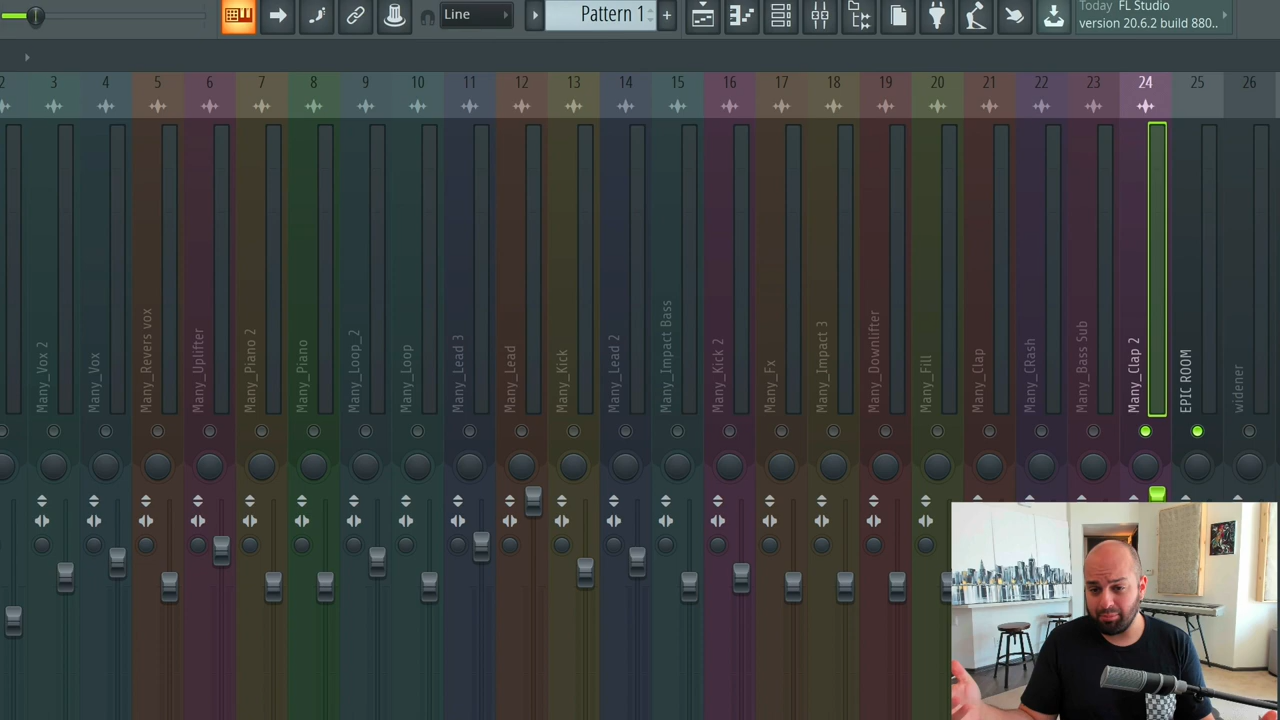 Line
Pattern 1
+
Today FL Studio
version 20.6.2 build 880..
2 3 4 5 6 7 8 9 10 11 12 13 14 15 16 17 18 19 20 21 22 23 24 25 26
Many_Vox 2
Many_Vox
Many_Revers vox
Many_Uplifter
Many_Piano 2
Many_Piano
Many_Loop_2
Many_Loop
Many_Lead 3
Many_Lead
Many_Kick
Many_Lead 2
Many_Impact Bass
Many_Kick 2
Many_Fx
Many_Impact 3
Many_Downlifter
Many_Fill
Many_Clap
Many_CRash
Many_Bass Sub
Many_Clap 2
EPIC ROOM
widener